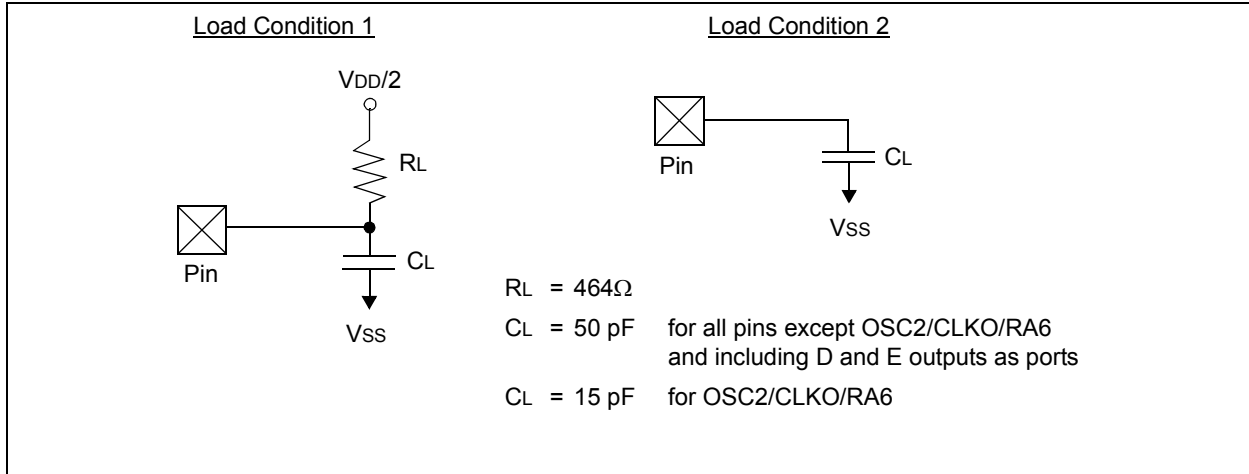 Load Condition 1
Load Condition 2
VDD/2
RL
CL
Pin
VSS
Pin
CL
VSS
RL = 464Ω
CL = 50 pF for all pins except OSC2/CLKO/RA6
and including D and E outputs as ports
CL = 15 pF for OSC2/CLKO/RA6